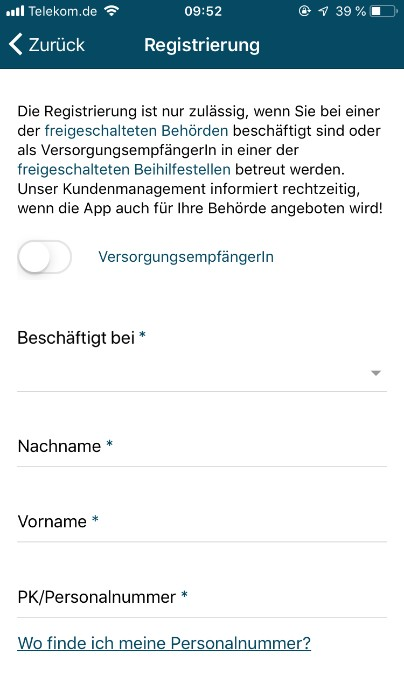 Telekom.de 09:52 39 %
Zurück Registrierung
Die Registrierung ist nur zulässig, wenn Sie bei einer
der freigeschalteten Behörden beschäftigt sind oder
als VersorgungsempfängerIn in einer der
freigeschalteten Beihilfestellen betreut werden.
Unser Kundenmanagement informiert rechtzeitig,
wenn die App auch für Ihre Behörde angeboten wird!
VersorgungsempfängerIn
Beschäftigt bei *
Nachname *
Vorname *
PK/Personalnummer *
Wo finde ich meine Personalnummer?